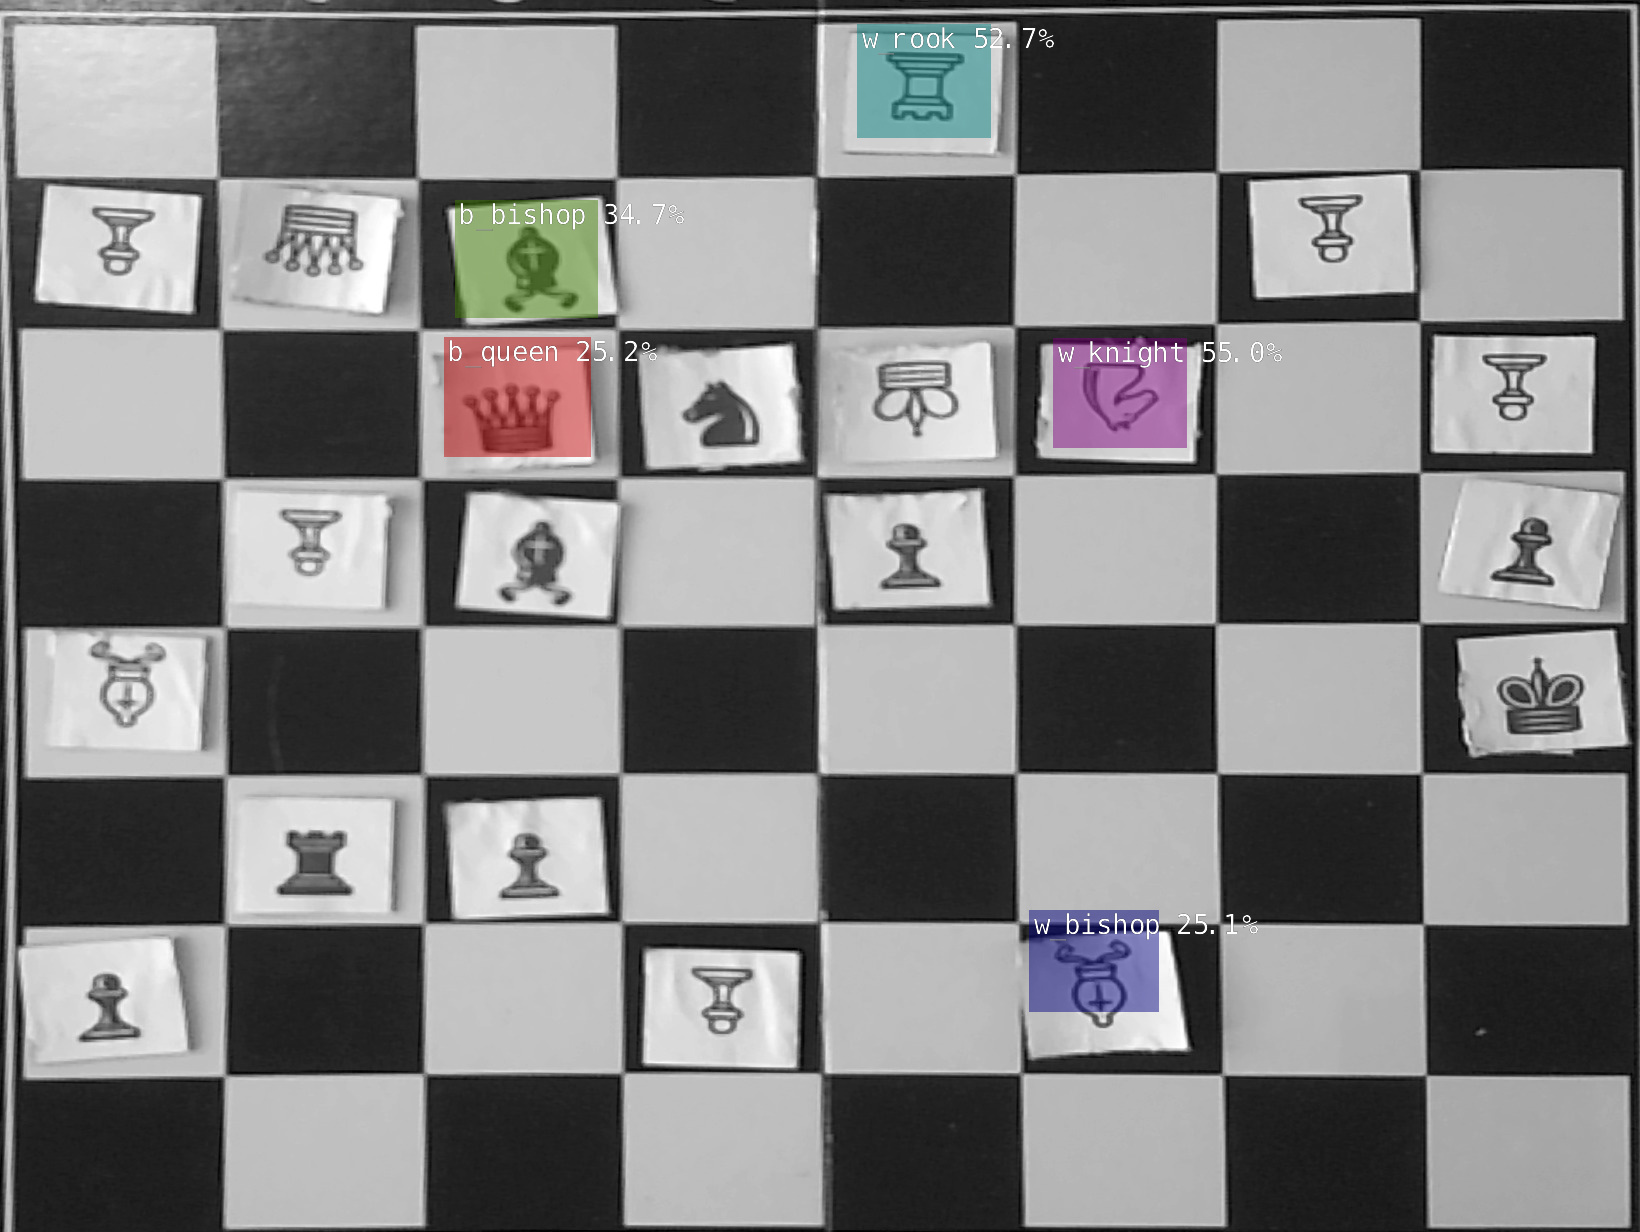 w_rook 52.7%
b_bishop 34.7%
b_queen 25.2%
w_knight 55.0%
w_bishop 25.1%